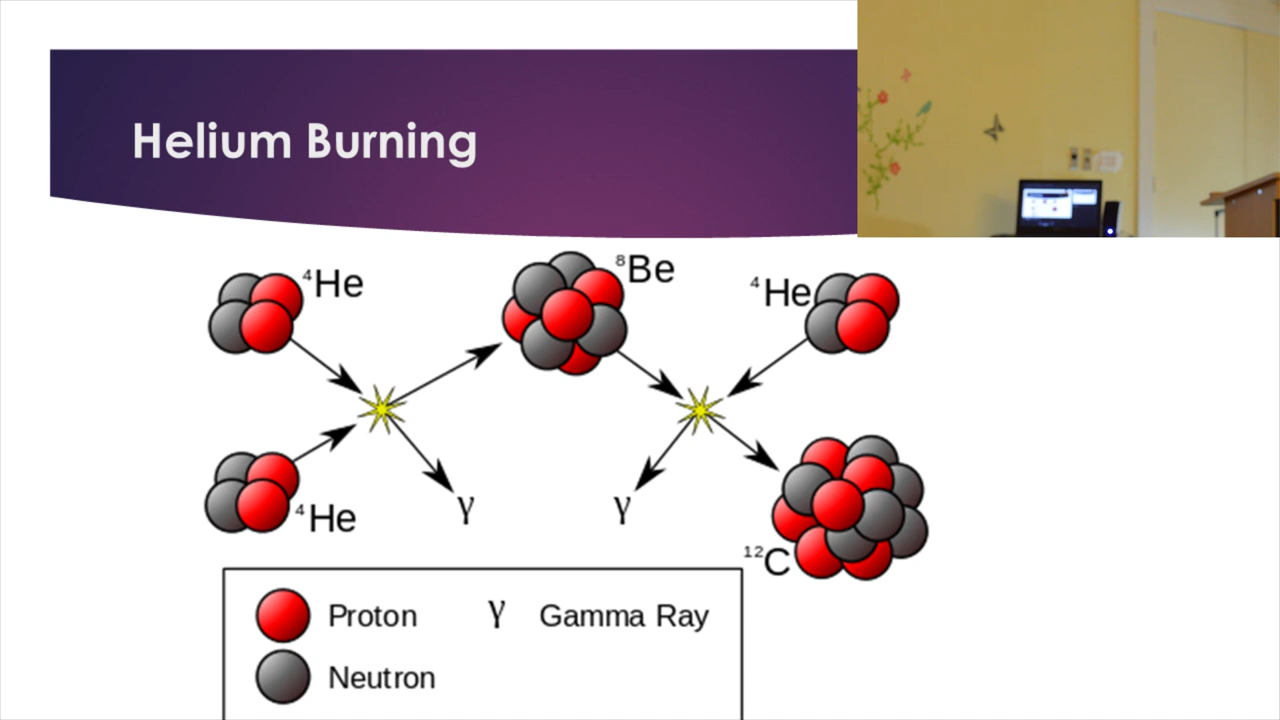 Helium Burning
⁴He
⁸Be
⁴He
⁴He
γ
γ
¹²C
Proton
γ Gamma Ray
Neutron